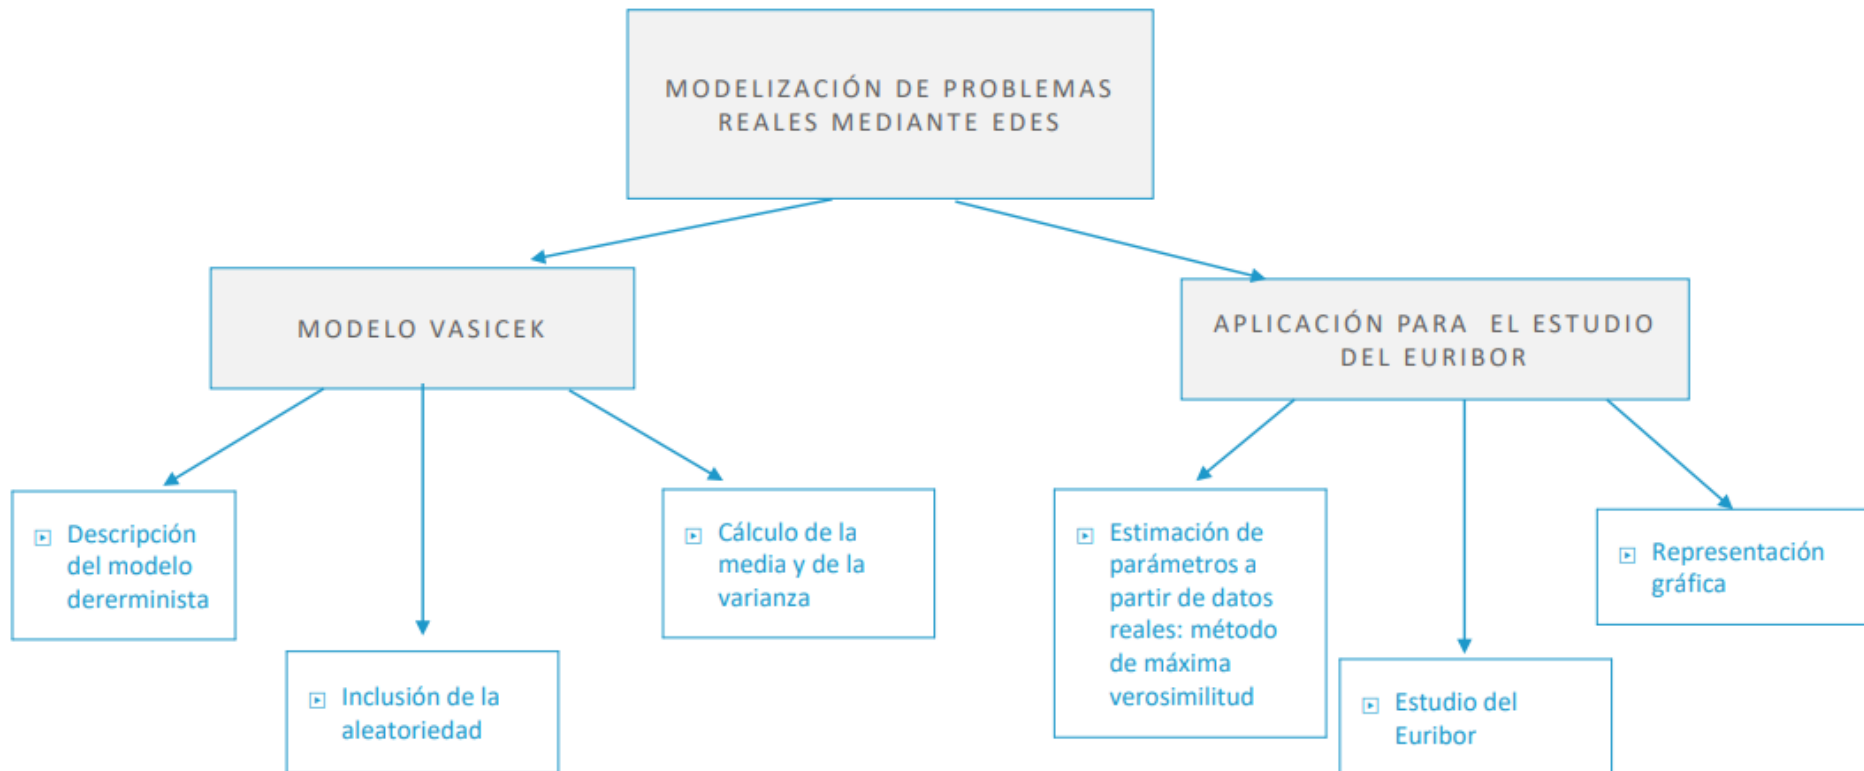 MODELIZACIÓN DE PROBLEMAS
REALES MEDIANTE EDES
MODELO VASICEK
APLICACIÓN PARA EL ESTUDIO
DEL EURIBOR
Descripción
del modelo
dererminista
Inclusión de la
aleatoriedad
Cálculo de la
media y de la
varianza
Estimación de
parámetros a
partir de datos
reales: método
de máxima
verosimilitud
Estudio del
Euribor
Representación
gráfica